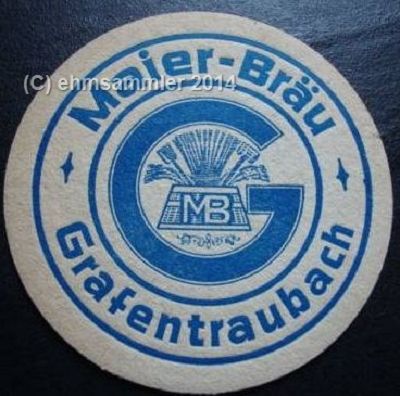 (C) ehmsammler 2014
Maier-Bräu
G
MB
Grafentraubach